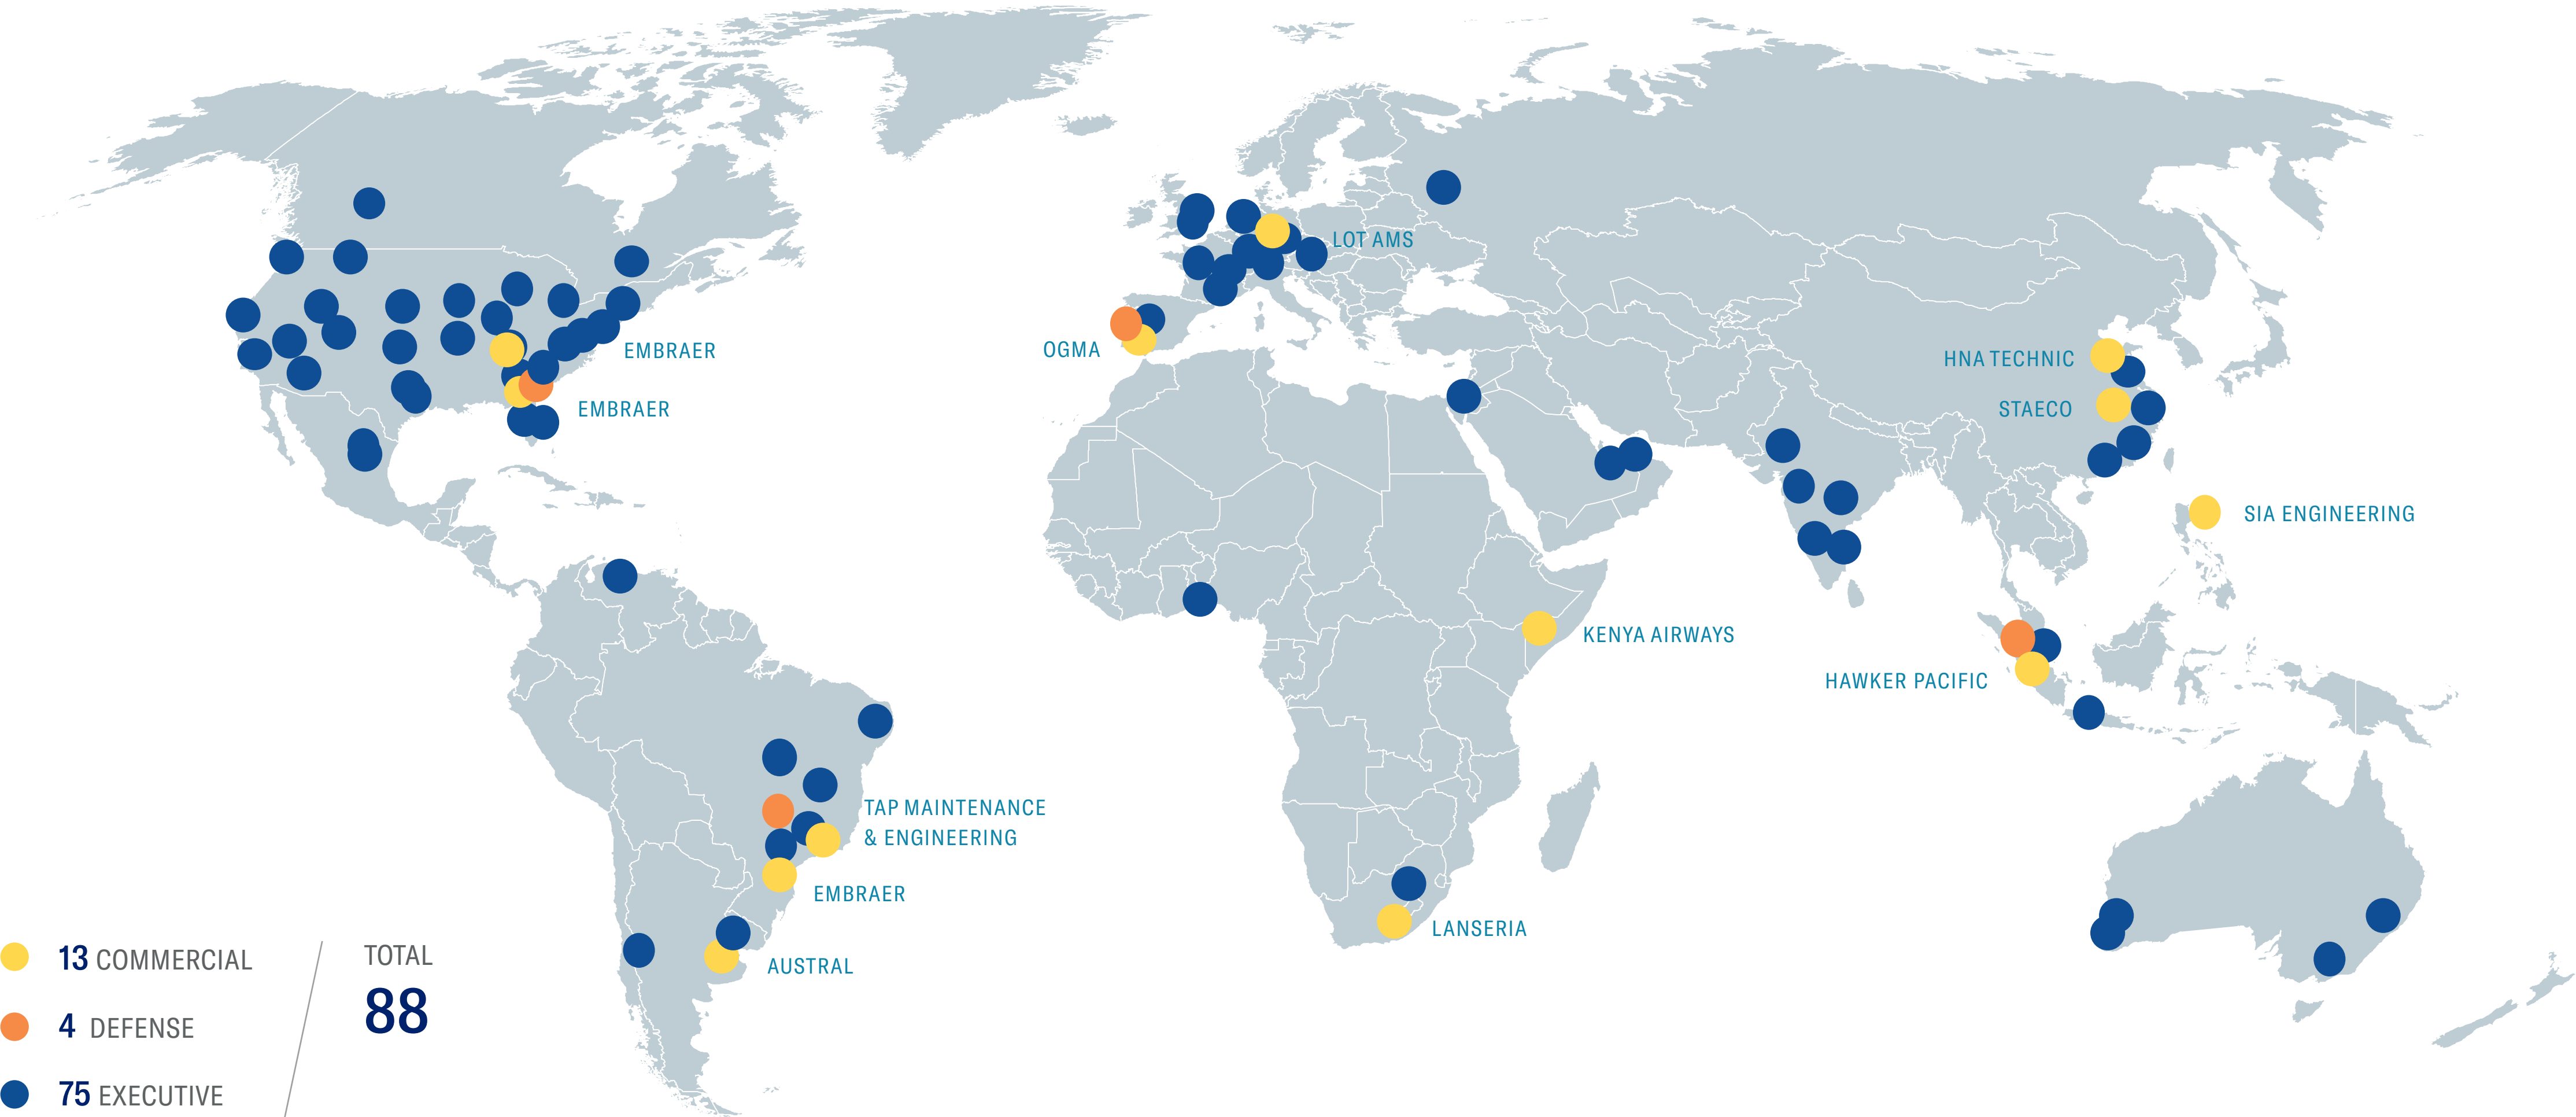 LOT AMS
EMBRAER
OGMA
HNA TECHNIC
EMBRAER
STAECO
SIA ENGINEERING
KENYA AIRWAYS
HAWKER PACIFIC
TAP MAINTENANCE
& ENGINEERING
EMBRAER
LANSERIA
AUSTRAL
13 COMMERCIAL
4 DEFENSE
75 EXECUTIVE
TOTAL
88